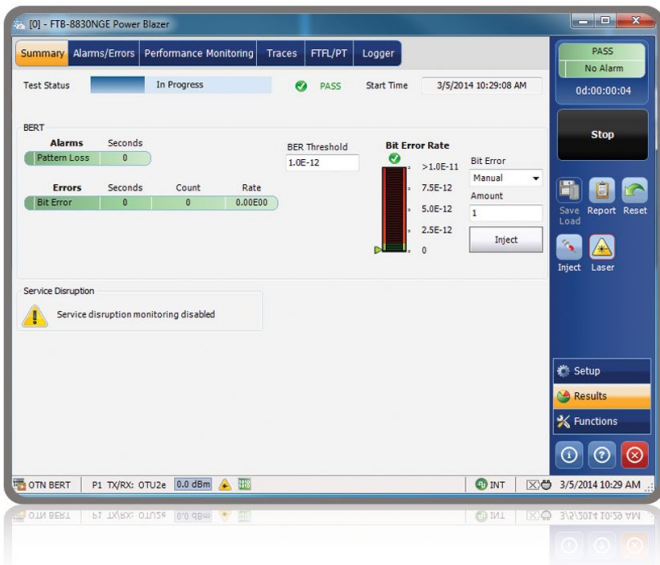 [0] - FTB-8830NGE Power Blazer
Summary Alarms/Errors Performance Monitoring Traces FTFL/PT Logger
Test Status In Progress PASS Start Time 3/5/2014 10:29:08 AM
BERT
Alarms Seconds
Pattern Loss 0
Errors Seconds Count Rate
Bit Error 0 0 0.00E00
BER Threshold
1.0E-12
Bit Error Rate
>1.0E-11
7.5E-12
5.0E-12
2.5E-12
0
Bit Error
Manual
Amount
1
Inject
Service Disruption
Service disruption monitoring disabled
PASS
No Alarm
0d:00:00:04
Stop
Save
Load
Report Reset
Inject Laser
Setup
Results
Functions
OTN BERT P1 TX/RX: OTU2e 0.0 dBm INT 3/5/2014 10:29 AM